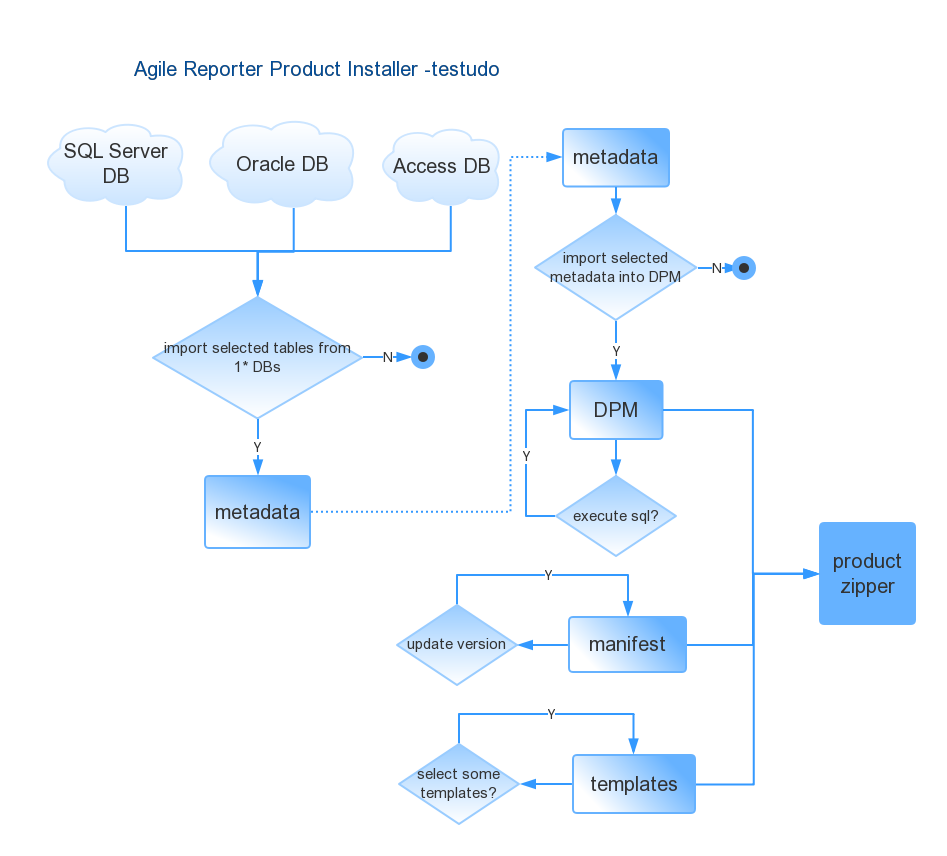 Agile Reporter Product Installer -testudo
SQL Server
DB
Oracle DB
Access DB
import selected tables from
1* DBs
N
Y
metadata
metadata
import selected
metadata into DPM
N
Y
DPM
Y
execute sql?
Y
update version
manifest
Y
select some
templates?
templates
product
zipper